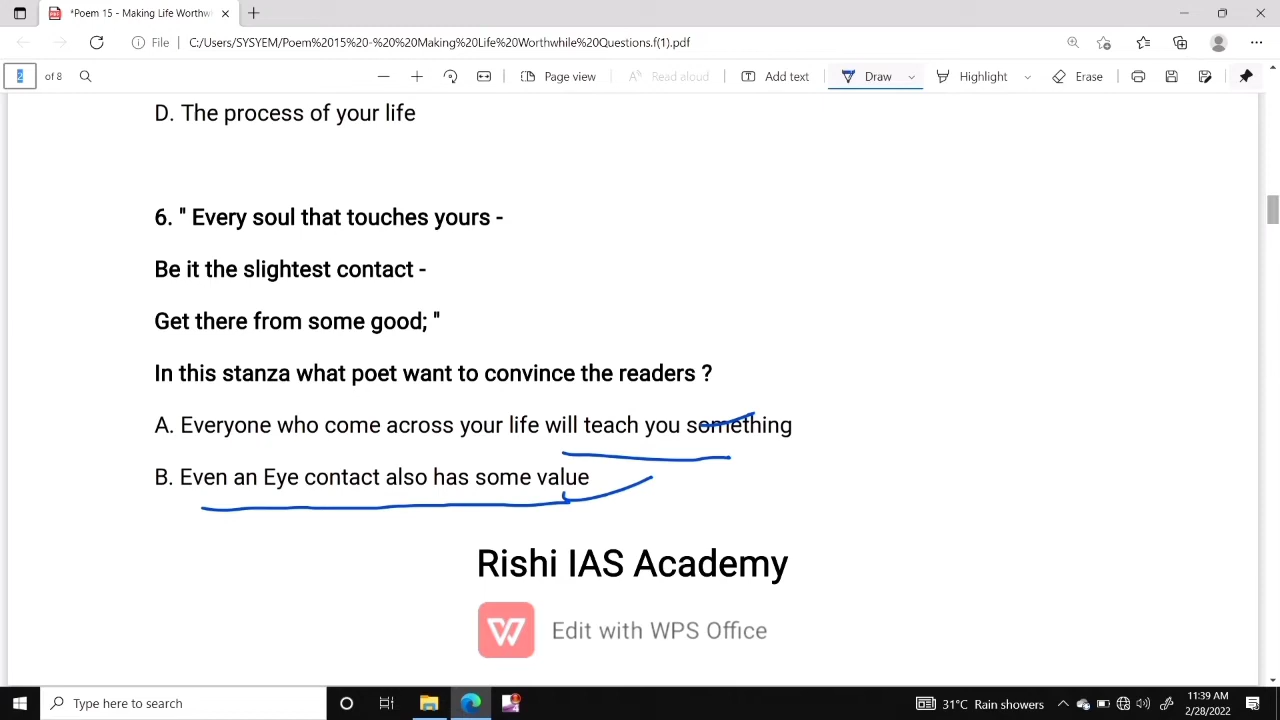 *Poem 15 - Making Life Worthwh
File
C:/Users/SYSYEM/Poem%2015%20-%20%20Making%20Life%20Worthwhile%20Questions.f(1).pdf
2 of 8
Page view
Read aloud
Add text
Draw
Highlight
Erase
D. The process of your life
6. " Every soul that touches yours -
Be it the slightest contact -
Get there from some good; "
In this stanza what poet want to convince the readers ?
A. Everyone who come across your life will teach you something
B. Even an Eye contact also has some value
Rishi IAS Academy
Edit with WPS Office
Type here to search
31°C Rain showers
11:39 AM
2/28/2022